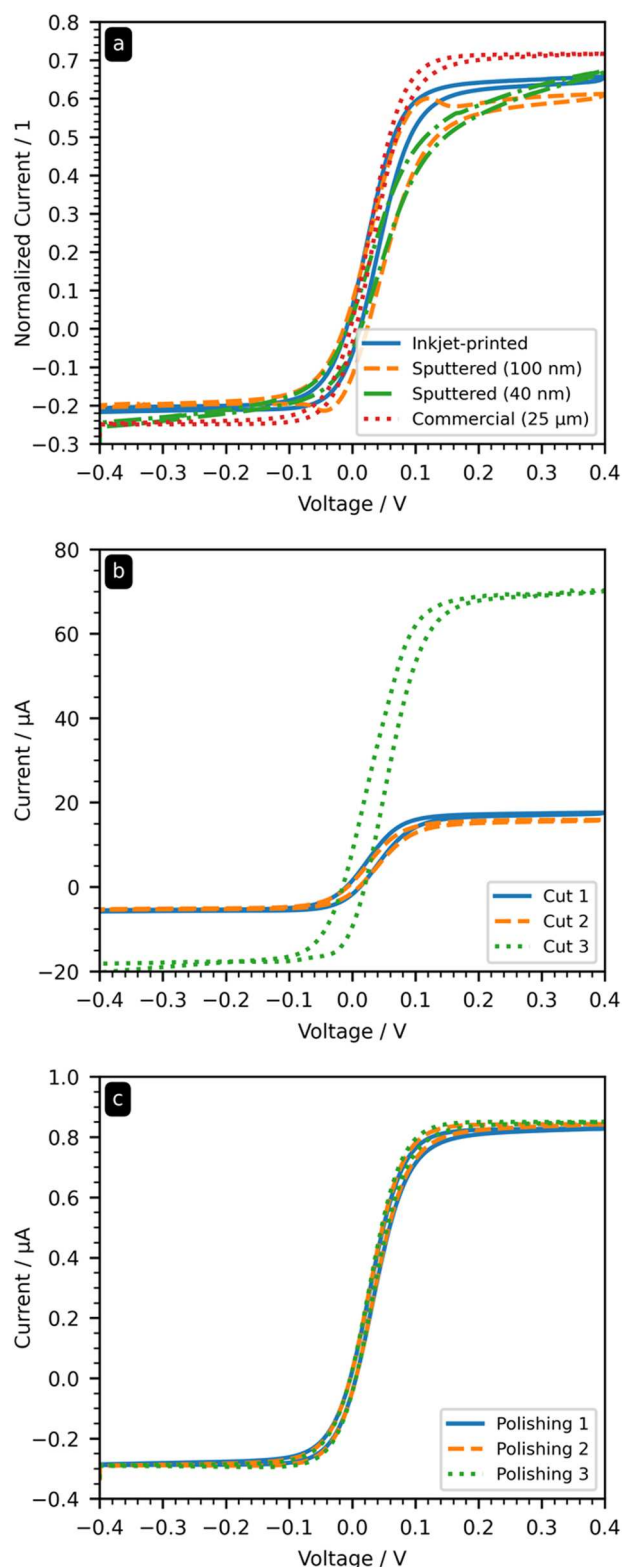 a
0.8
0.7
0.6
0.5
0.4
0.3
0.2
0.1
0.0
−0.1
−0.2
−0.3
Normalized Current / 1
Inkjet-printed
Sputtered (100 nm)
Sputtered (40 nm)
Commercial (25 μm)
−0.4 −0.3 −0.2 −0.1 0.0 0.1 0.2 0.3 0.4
Voltage / V
b
80
60
40
20
0
−20
Current / μA
Cut 1
Cut 2
Cut 3
−0.4 −0.3 −0.2 −0.1 0.0 0.1 0.2 0.3 0.4
Voltage / V
c
1.0
0.8
0.6
0.4
0.2
0.0
−0.2
−0.4
Current / μA
Polishing 1
Polishing 2
Polishing 3
−0.4 −0.3 −0.2 −0.1 0.0 0.1 0.2 0.3 0.4
Voltage / V